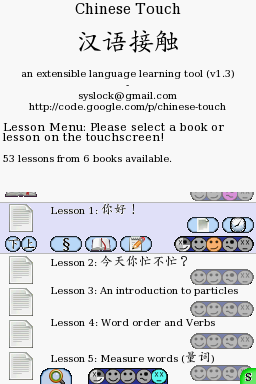 Chinese Touch
汉语接触
an extensible language learning tool (v1.3)
-
syslock@gmail.com
http://code.google.com/p/chinese-touch
Lesson Menu: Please select a book or
lesson on the touchscreen!
53 lessons from 6 books available.
Lesson 1: 你好！
下 上 §
Lesson 2: 今天你忙不忙？
Lesson 3: An introduction to particles
Lesson 4: Word order and Verbs
Lesson 5: Measure words (量词)
S